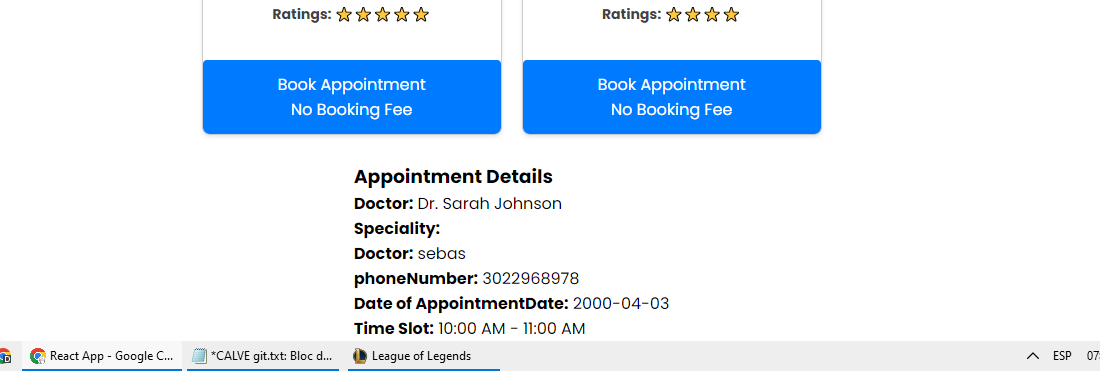 Ratings: Ratings:
Book Appointment Book Appointment
No Booking Fee No Booking Fee
Appointment Details
Doctor: Dr. Sarah Johnson
Speciality:
Doctor: sebas
phoneNumber: 3022968978
Date of AppointmentDate: 2000-04-03
Time Slot: 10:00 AM - 11:00 AM
React App - Google C... *CALVE git.txt: Bloc d... League of Legends ESP